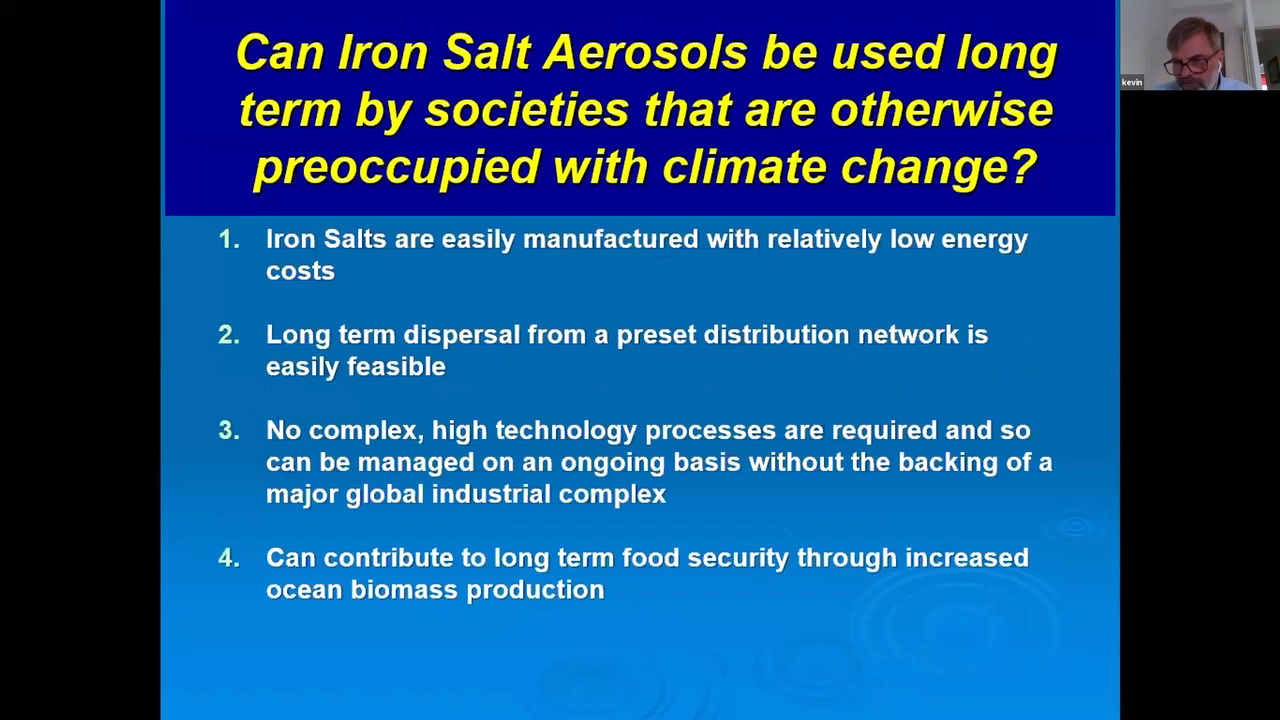 Can Iron Salt Aerosols be used long
term by societies that are otherwise
preoccupied with climate change?
kevin
1. Iron Salts are easily manufactured with relatively low energy
costs
2. Long term dispersal from a preset distribution network is
easily feasible
3. No complex, high technology processes are required and so
can be managed on an ongoing basis without the backing of a
major global industrial complex
4. Can contribute to long term food security through increased
ocean biomass production